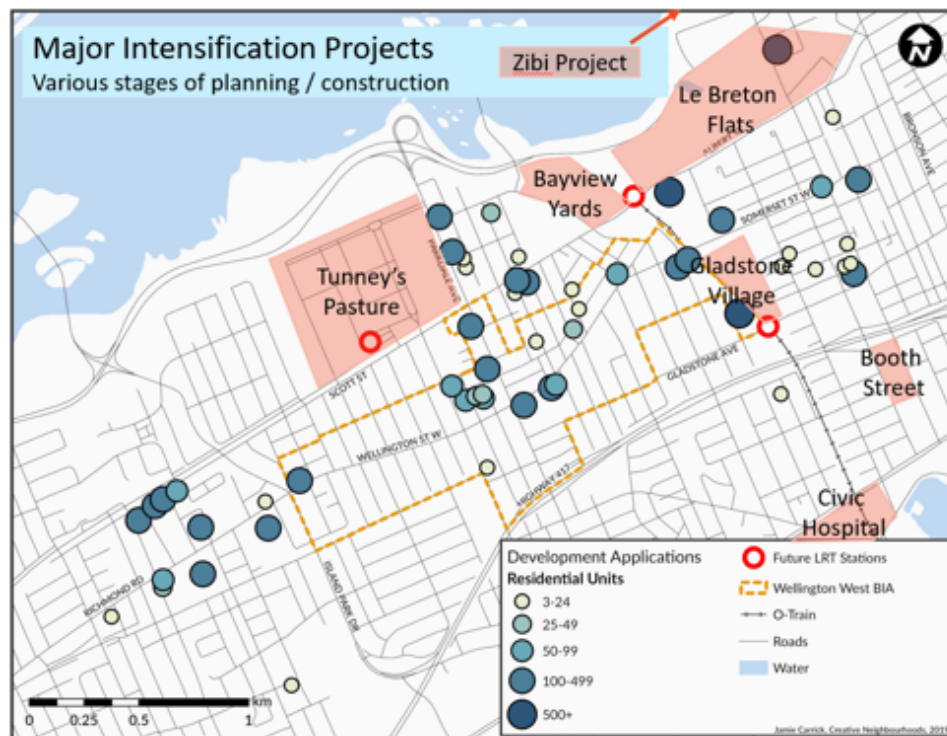 Major Intensification Projects
Various stages of planning / construction
Zibi Project
Le Breton
Flats
ALBERT
BRONSON AVE
Bayview
Yards
SOMERSET ST W
PARKDALE AVE
Tunney's
Pasture
Gladstone
Village
SCOTT ST
GLADSTONE AVE
Booth
Street
WELLINGTON ST W
HIGHWAY 417
Civic
Hospital
RICHMOND RD
ISLAND PARK DR
Development Applications
Residential Units
3-24
25-49
50-99
100-499
500+
Future LRT Stations
Wellington West BIA
O-Train
Roads
Water
km
0 0.25 0.5 1
Jamie Carrick, Creative Neighbourhoods, 2019